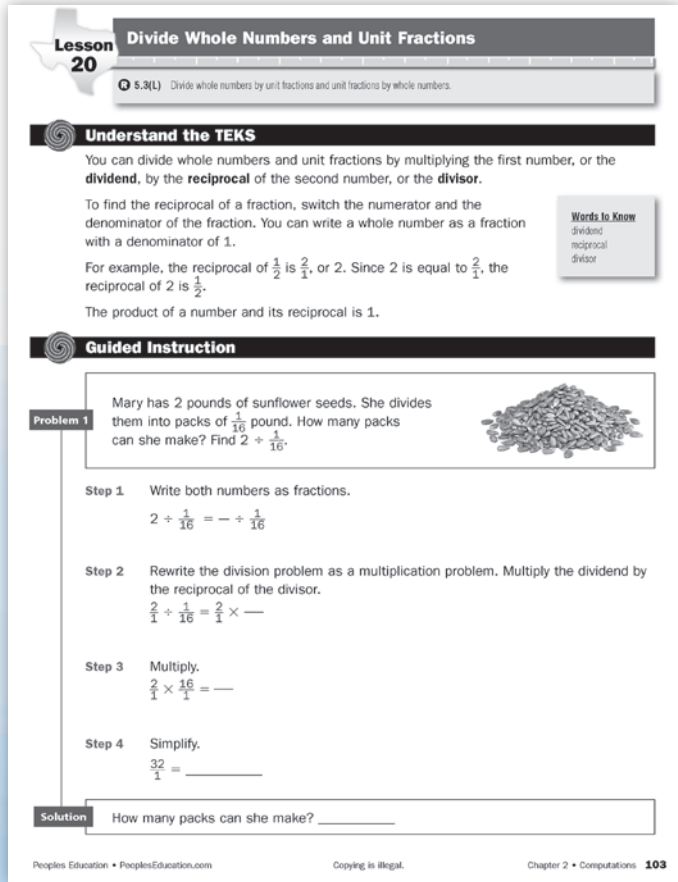 Lesson
20
Divide Whole Numbers and Unit Fractions
R 5.3(L) Divide whole numbers by unit fractions and unit fractions by whole numbers.
Understand the TEKS
You can divide whole numbers and unit fractions by multiplying the first number, or the
dividend, by the reciprocal of the second number, or the divisor.
To find the reciprocal of a fraction, switch the numerator and the
denominator of the fraction. You can write a whole number as a fraction
with a denominator of 1.
For example, the reciprocal of 1/2 is 2/1, or 2. Since 2 is equal to 2/1, the
reciprocal of 2 is 1/2.
The product of a number and its reciprocal is 1.
Words to Know
dividend
reciprocal
divisor
Guided Instruction
Problem 1
Mary has 2 pounds of sunflower seeds. She divides
them into packs of 1/16 pound. How many packs
can she make? Find 2 ÷ 1/16.
Step 1 Write both numbers as fractions.
2 ÷ 1/16 = — ÷ 1/16
Step 2 Rewrite the division problem as a multiplication problem. Multiply the dividend by
the reciprocal of the divisor.
2/1 ÷ 1/16 = 2/1 × —
Step 3 Multiply.
2/1 × 16/1 = —
Step 4 Simplify.
32/1 = __________
Solution
How many packs can she make? __________
Peoples Education • PeoplesEducation.com
Copying is illegal.
Chapter 2 • Computations 103